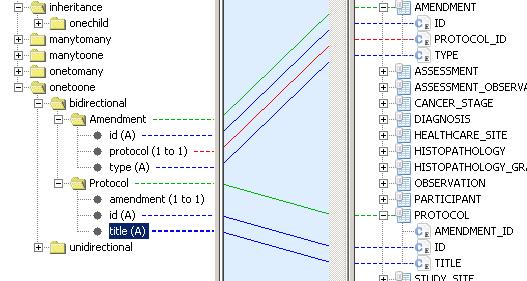 inheritance
onechild
manytomany
manytoone
onetomany
onetoone
bidirectional
Amendment
id (A)
protocol (1 to 1)
type (A)
Protocol
amendment (1 to 1)
id (A)
title (A)
unidirectional
AMENDMENT
ID
PROTOCOL_ID
TYPE
ASSESSMENT
ASSESSMENT_OBSERVA
CANCER_STAGE
DIAGNOSIS
HEALTHCARE_SITE
HISTOPATHOLOGY
HISTOPATHOLOGY_GRA
OBSERVATION
PARTICIPANT
PROTOCOL
AMENDMENT_ID
ID
TITLE
STUDY_SITE